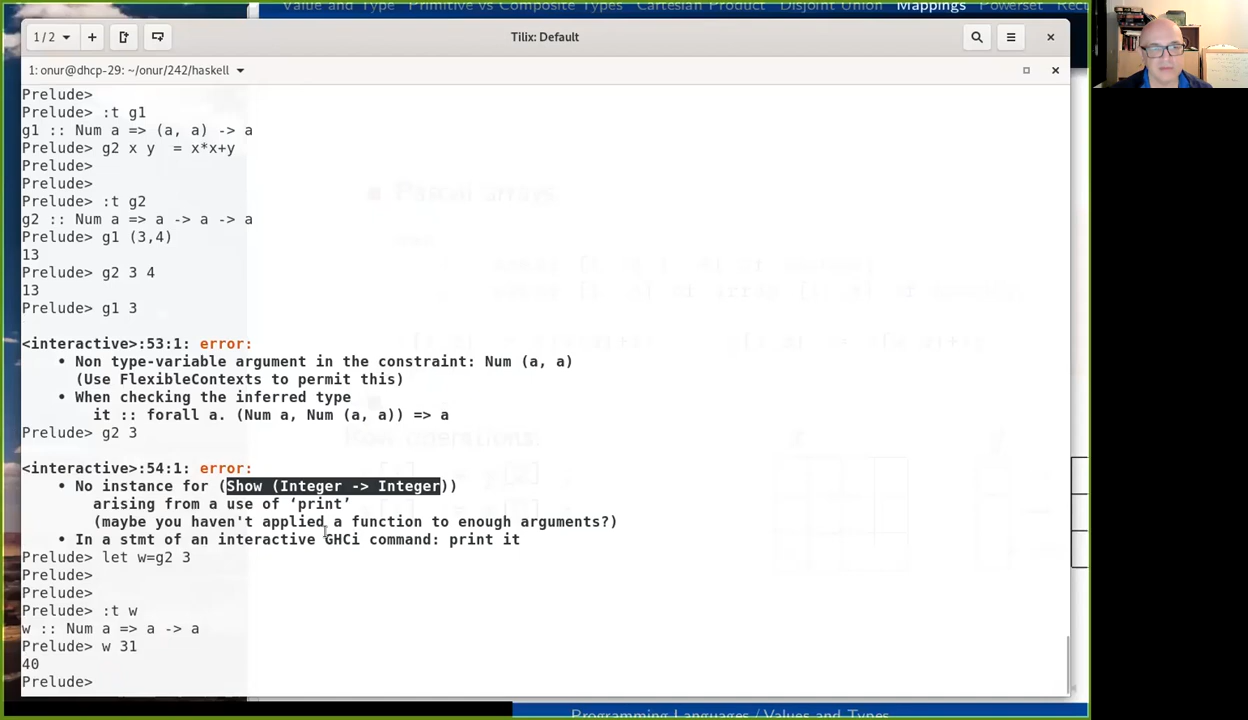 Value and Type Primitive vs Composite Types Cartesian Product Disjoint Union Mappings Powerset Recu
1 / 2
Tilix: Default
1: onur@dhcp-29: ~/onur/242/haskell
Prelude>
Prelude> :t g1
g1 :: Num a => (a, a) -> a
Prelude> g2 x y  = x*x+y
Prelude>
Prelude>
Prelude> :t g2
g2 :: Num a => a -> a -> a
Prelude> g1 (3,4)
13
Prelude> g2 3 4
13
Prelude> g1 3
<interactive>:53:1: error:
• Non type-variable argument in the constraint: Num (a, a)
(Use FlexibleContexts to permit this)
• When checking the inferred type
it :: forall a. (Num a, Num (a, a)) => a
Prelude> g2 3
<interactive>:54:1: error:
• No instance for (Show (Integer -> Integer))
arising from a use of ‘print’
(maybe you haven't applied a function to enough arguments?)
• In a stmt of an interactive GHCi command: print it
Prelude> let w=g2 3
Prelude>
Prelude>
Prelude> :t w
w :: Num a => a -> a
Prelude> w 31
40
Prelude>
Pascal arrays
Row operations:
Programming Languages / Values and Types